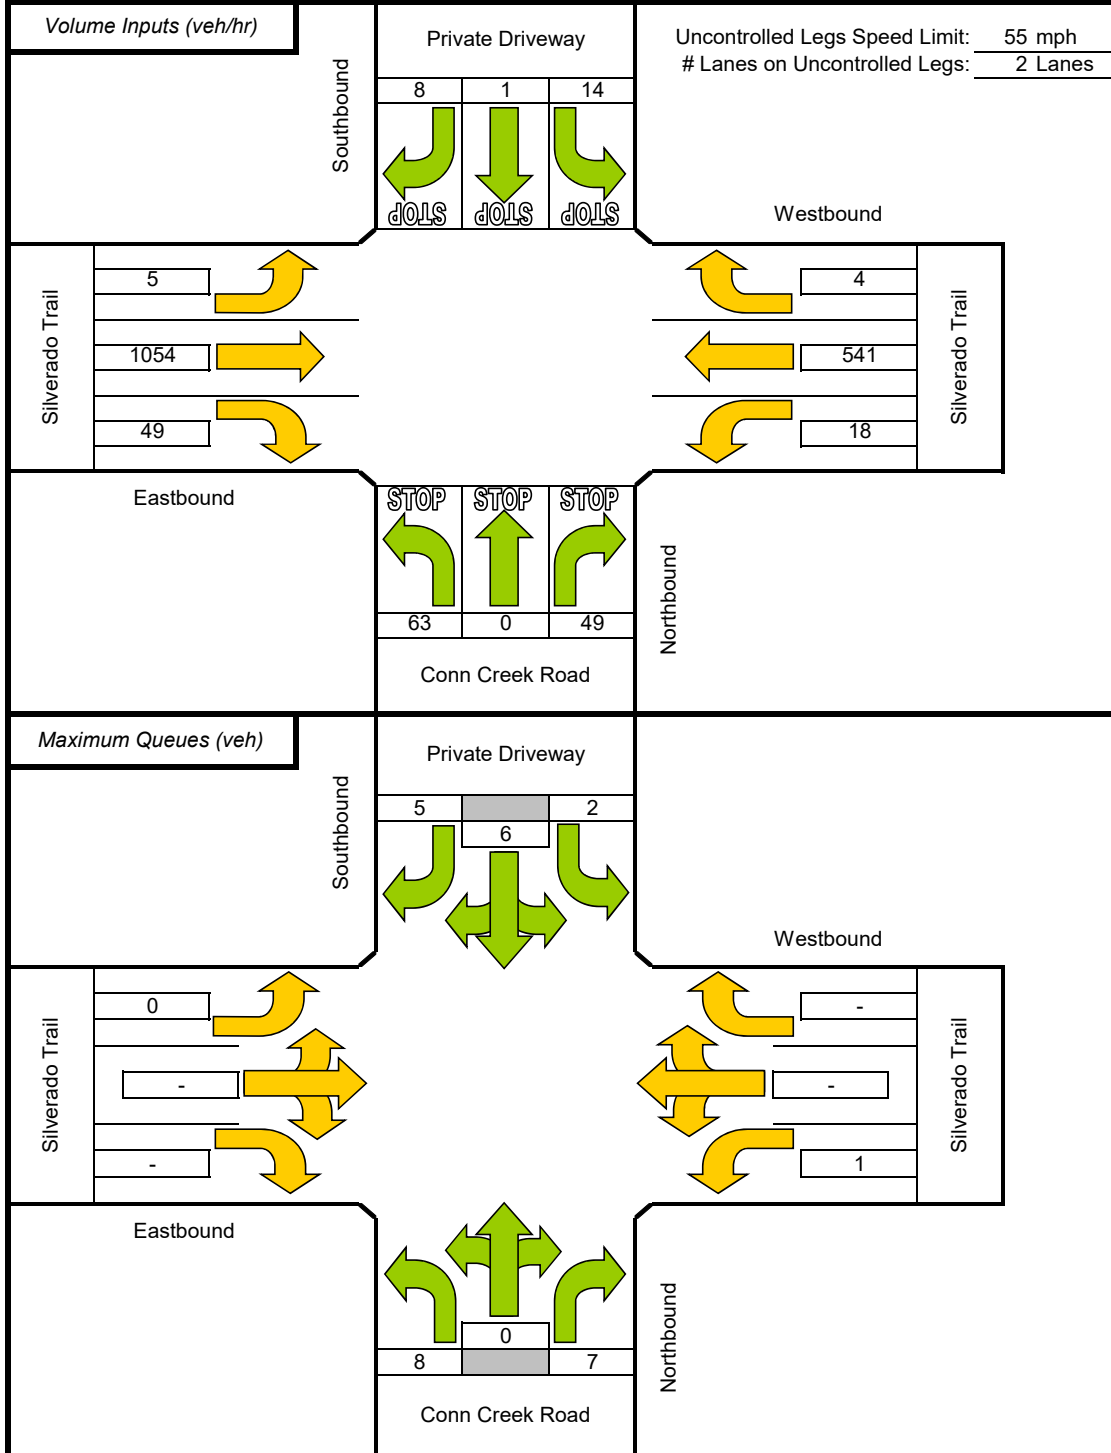 Volume Inputs (veh/hr)
Private Driveway
Uncontrolled Legs Speed Limit: 55 mph
# Lanes on Uncontrolled Legs: 2 Lanes
Southbound
8 1 14
STOP STOP STOP
Westbound
Silverado Trail
5
1054
49
4
541
18
Silverado Trail
Eastbound
STOP STOP STOP
63 0 49
Northbound
Conn Creek Road
Maximum Queues (veh)
Private Driveway
Southbound
5 2
6
Westbound
Silverado Trail
0
-
-
-
-
1
Silverado Trail
Eastbound
0
8 7
Northbound
Conn Creek Road